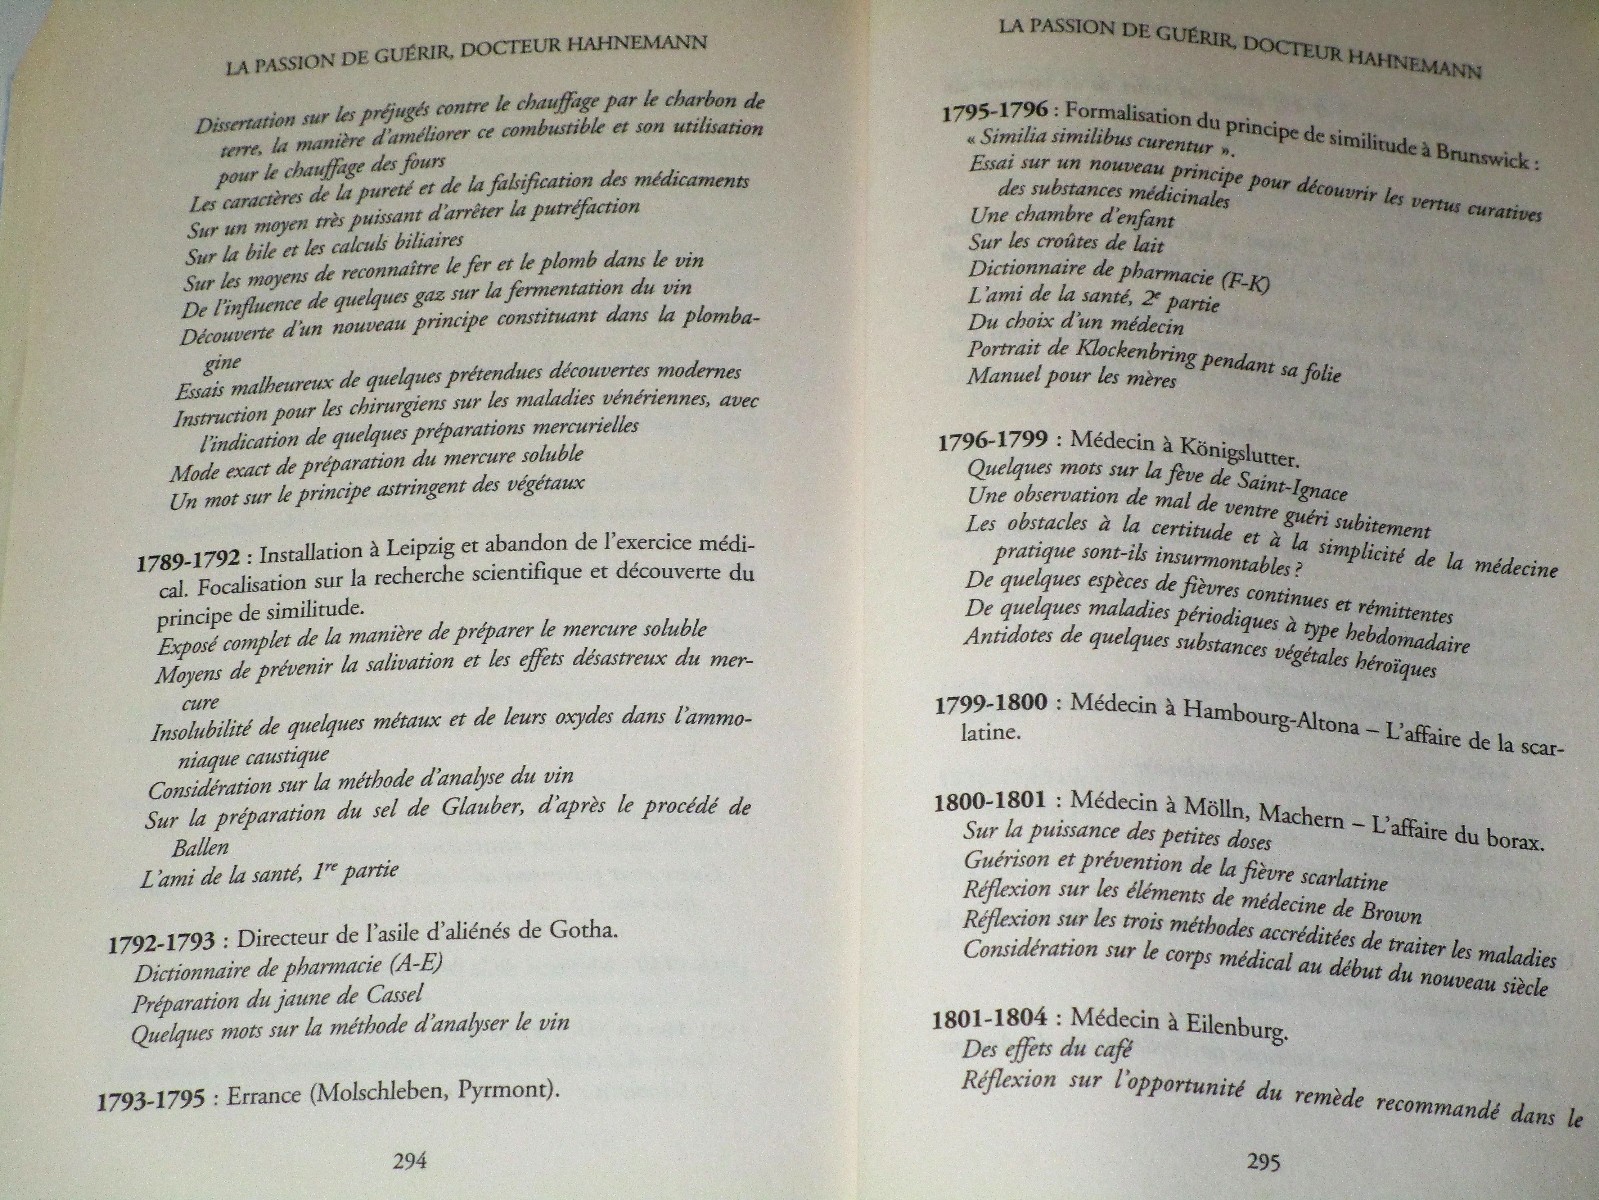 LA PASSION DE GUÉRIR, DOCTEUR HAHNEMANN
Dissertation sur les préjugés contre le chauffage par le charbon de
terre, la manière d'améliorer ce combustible et son utilisation
pour le chauffage des fours
Les caractères de la pureté et de la falsification des médicaments
Sur un moyen très puissant d'arrêter la putréfaction
Sur la bile et les calculs biliaires
Sur les moyens de reconnaître le fer et le plomb dans le vin
De l'influence de quelques gaz sur la fermentation du vin
Découverte d'un nouveau principe constituant dans la plomba-
gine
Essais malheureux de quelques prétendues découvertes modernes
Instruction pour les chirurgiens sur les maladies vénériennes, avec
l'indication de quelques préparations mercurielles
Mode exact de préparation du mercure soluble
Un mot sur le principe astringent des végétaux
1789-1792 : Installation à Leipzig et abandon de l'exercice médi-
cal. Focalisation sur la recherche scientifique et découverte du
principe de similitude.
Exposé complet de la manière de préparer le mercure soluble
Moyens de prévenir la salivation et les effets désastreux du mer-
cure
Insolubilité de quelques métaux et de leurs oxydes dans l'ammo-
niaque caustique
Considération sur la méthode d'analyse du vin
Sur la préparation du sel de Glauber, d'après le procédé de
Ballen
L'ami de la santé, 1re partie
1792-1793 : Directeur de l'asile d'aliénés de Gotha.
Dictionnaire de pharmacie (A-E)
Préparation du jaune de Cassel
Quelques mots sur la méthode d'analyser le vin
1793-1795 : Errance (Molschleben, Pyrmont).
294
LA PASSION DE GUÉRIR, DOCTEUR HAHNEMANN
1795-1796 : Formalisation du principe de similitude à Brunswick :
« Similia similibus curentur ».
Essai sur un nouveau principe pour découvrir les vertus curatives
des substances médicinales
Une chambre d'enfant
Sur les croûtes de lait
Dictionnaire de pharmacie (F-K)
L'ami de la santé, 2e partie
Du choix d'un médecin
Portrait de Klockenbring pendant sa folie
Manuel pour les mères
1796-1799 : Médecin à Königslutter.
Quelques mots sur la fève de Saint-Ignace
Une observation de mal de ventre guéri subitement
Les obstacles à la certitude et à la simplicité de la médecine
pratique sont-ils insurmontables ?
De quelques espèces de fièvres continues et rémittentes
De quelques maladies périodiques à type hebdomadaire
Antidotes de quelques substances végétales héroïques
1799-1800 : Médecin à Hambourg-Altona – L'affaire de la scar-
latine.
1800-1801 : Médecin à Mölln, Machern – L'affaire du borax.
Sur la puissance des petites doses
Guérison et prévention de la fièvre scarlatine
Réflexion sur les éléments de médecine de Brown
Réflexion sur les trois méthodes accréditées de traiter les maladies
Considération sur le corps médical au début du nouveau siècle
1801-1804 : Médecin à Eilenburg.
Des effets du café
Réflexion sur l'opportunité du remède recommandé dans le
295